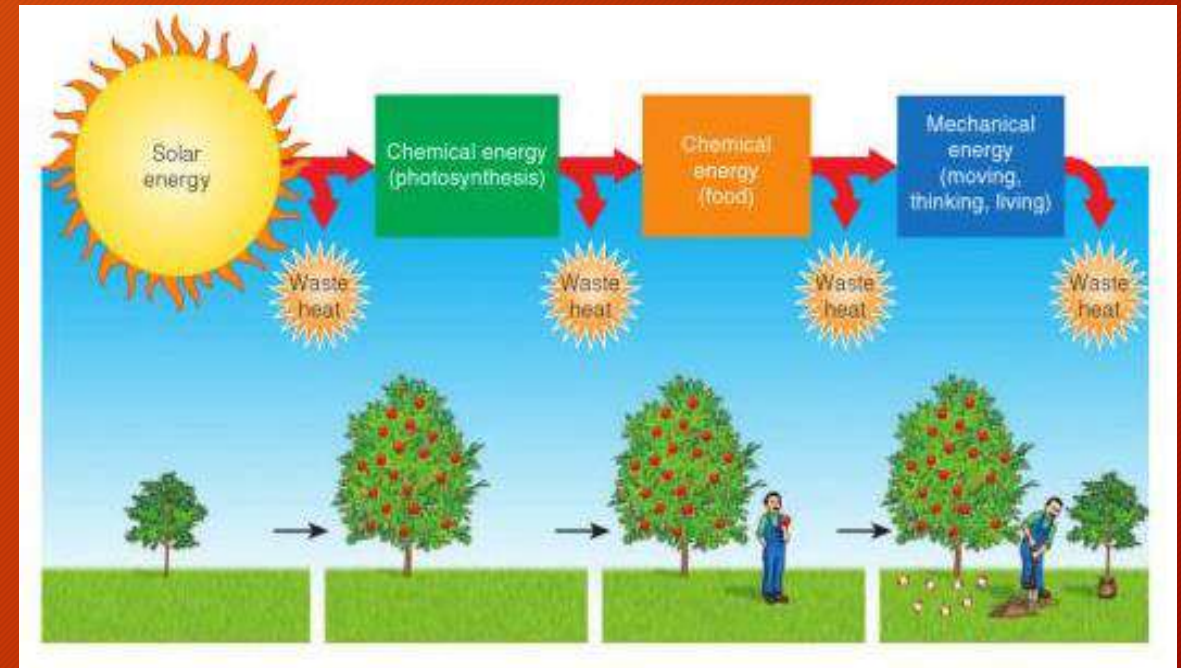 Solar
energy
Chemical energy
(photosynthesis)
Chemical
energy
(food)
Mechanical
energy
(moving,
thinking, living)
Waste
heat
Waste
heat
Waste
heat
Waste
heat